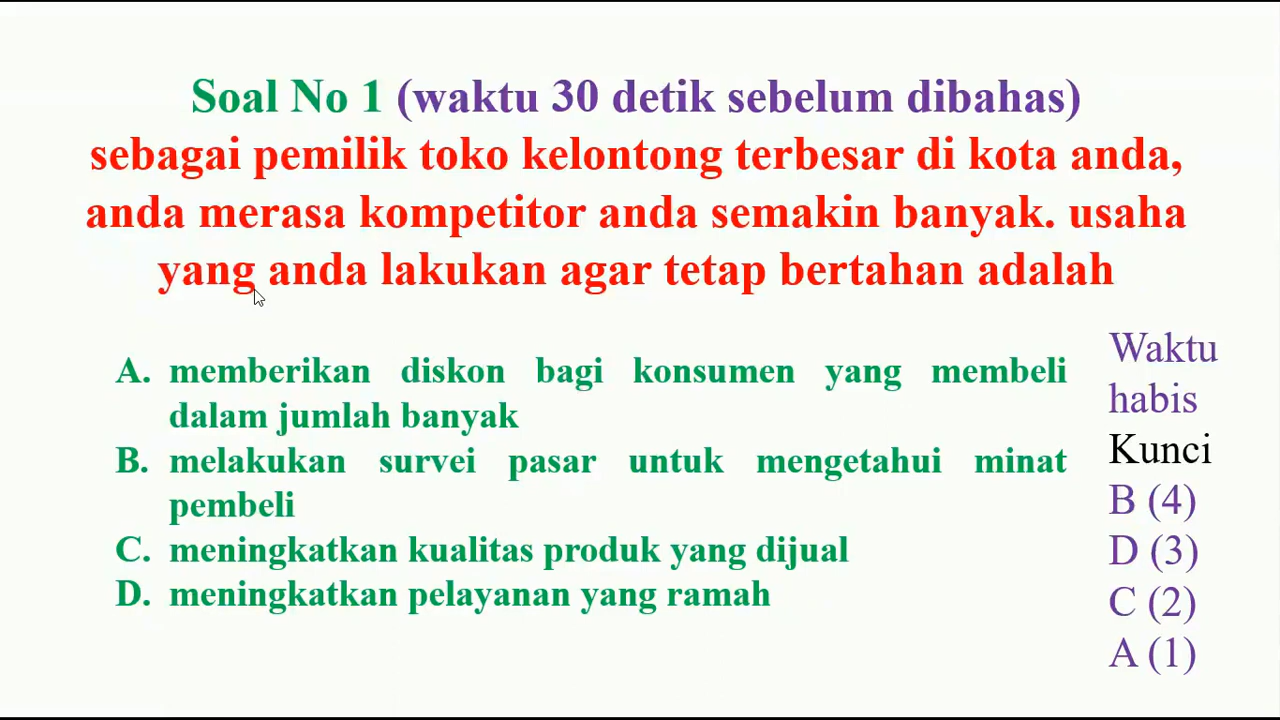 Soal No 1 (waktu 30 detik sebelum dibahas)
sebagai pemilik toko kelontong terbesar di kota anda,
anda merasa kompetitor anda semakin banyak. usaha
yang anda lakukan agar tetap bertahan adalah
A. memberikan diskon bagi konsumen yang membeli
dalam jumlah banyak
B. melakukan survei pasar untuk mengetahui minat
pembeli
C. meningkatkan kualitas produk yang dijual
D. meningkatkan pelayanan yang ramah
Waktu
habis
Kunci
B (4)
D (3)
C (2)
A (1)